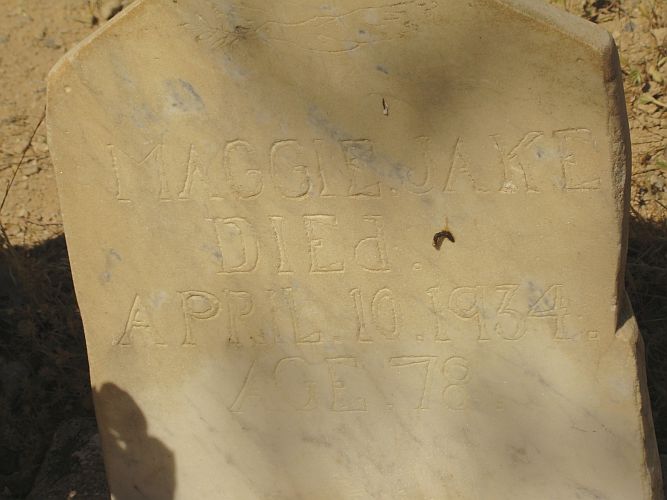 MAGGIE.JAKE
DIEd.
APRIL.10.1934.
AGE.78.